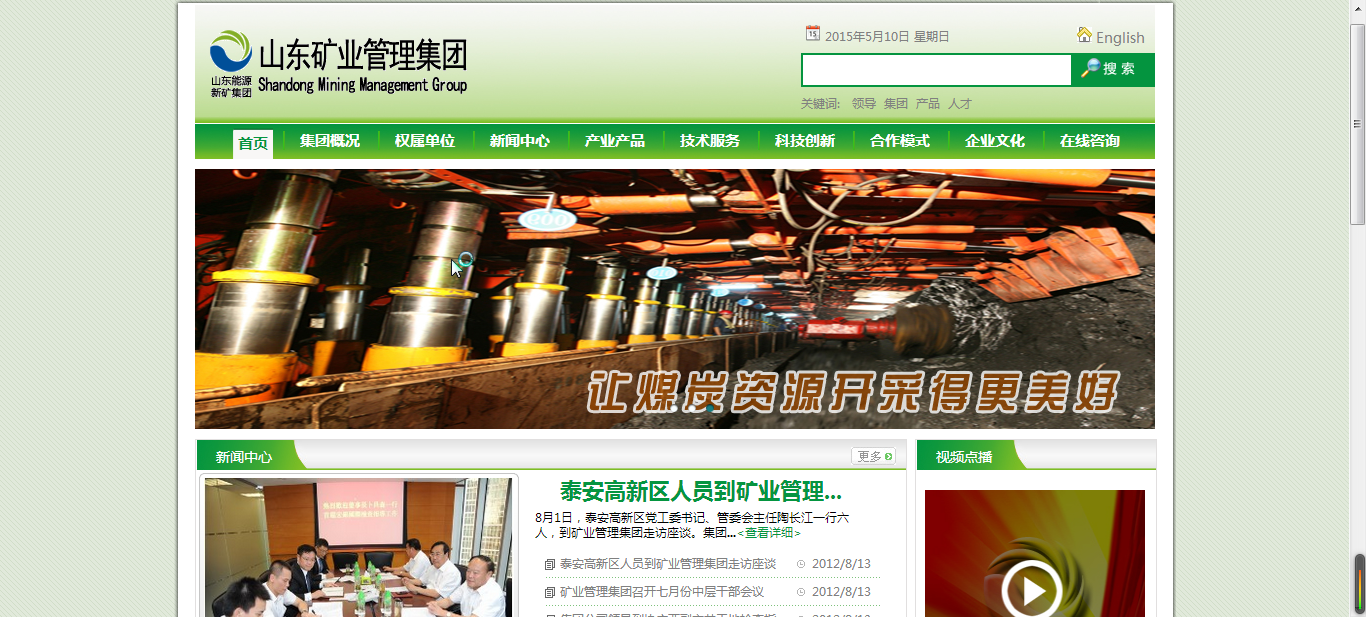 山东能源
新矿集团
山东矿业管理集团
Shandong Mining Management Group
15
2015年5月10日 星期日
English
搜 索
关键词: 领导 集团 产品 人才
首页 集团概况 权属单位 新闻中心 产业产品 技术服务 科技创新 合作模式 企业文化 在线咨询
800
让煤炭资源开采得更美好
新闻中心
更多
视频点播
泰安高新区人员到矿业管理...
8月1日，泰安高新区党工委书记、管委会主任陶长江一行六
人，到矿业管理集团走访座谈。集团...<查看详细>
泰安高新区人员到矿业管理集团走访座谈 2012/8/13
矿业管理集团召开七月份中层干部会议 2012/8/13